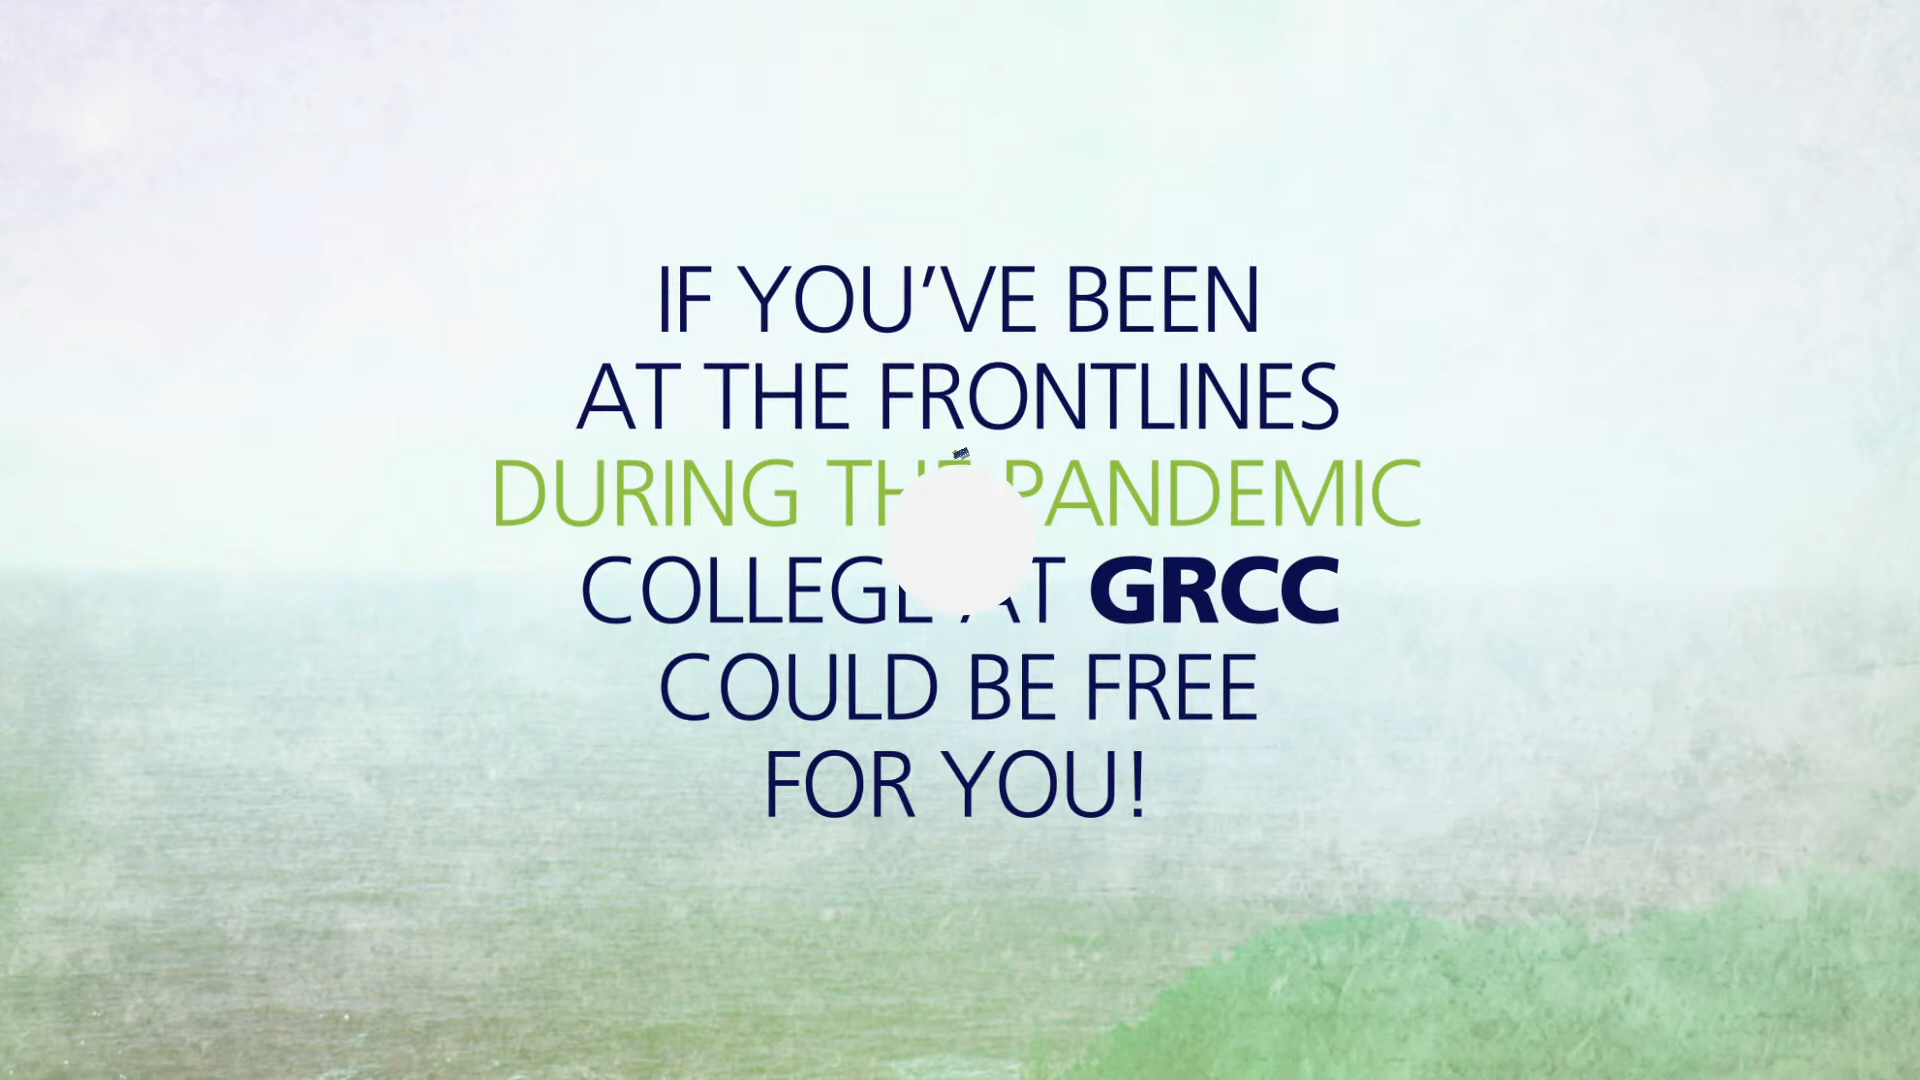 IF YOU'VE BEEN
AT THE FRONTLINES
DURING THE PANDEMIC
COLLEGE AT GRCC
COULD BE FREE
FOR YOU!